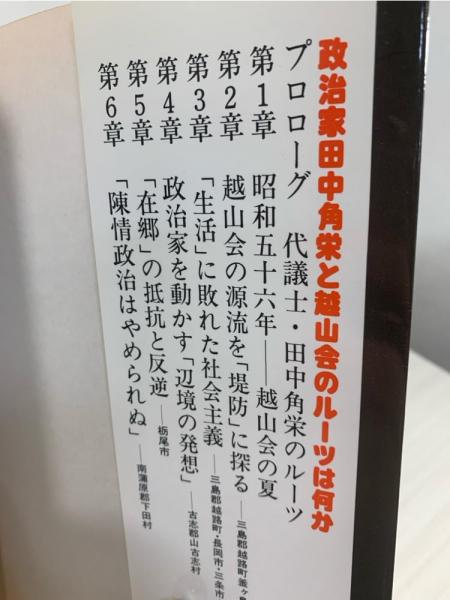 政治家田中角栄と越山会のルーツは何か
プロローグ 代議士・田中角栄のルーツ
第1章 昭和五十六年――越山会の夏
第2章 越山会の源流を「堤防」に探る――三島郡越路町釜ヶ島
第3章 「生活」に敗れた社会主義――三島郡越路町・長岡市・三条市
第4章 政治家を動かす「辺境の発想」――古志郡山古志村
第5章 「在郷」の抵抗と反逆――栃尾市
第6章 「陳情政治はやめられぬ」――南蒲原郡下田村